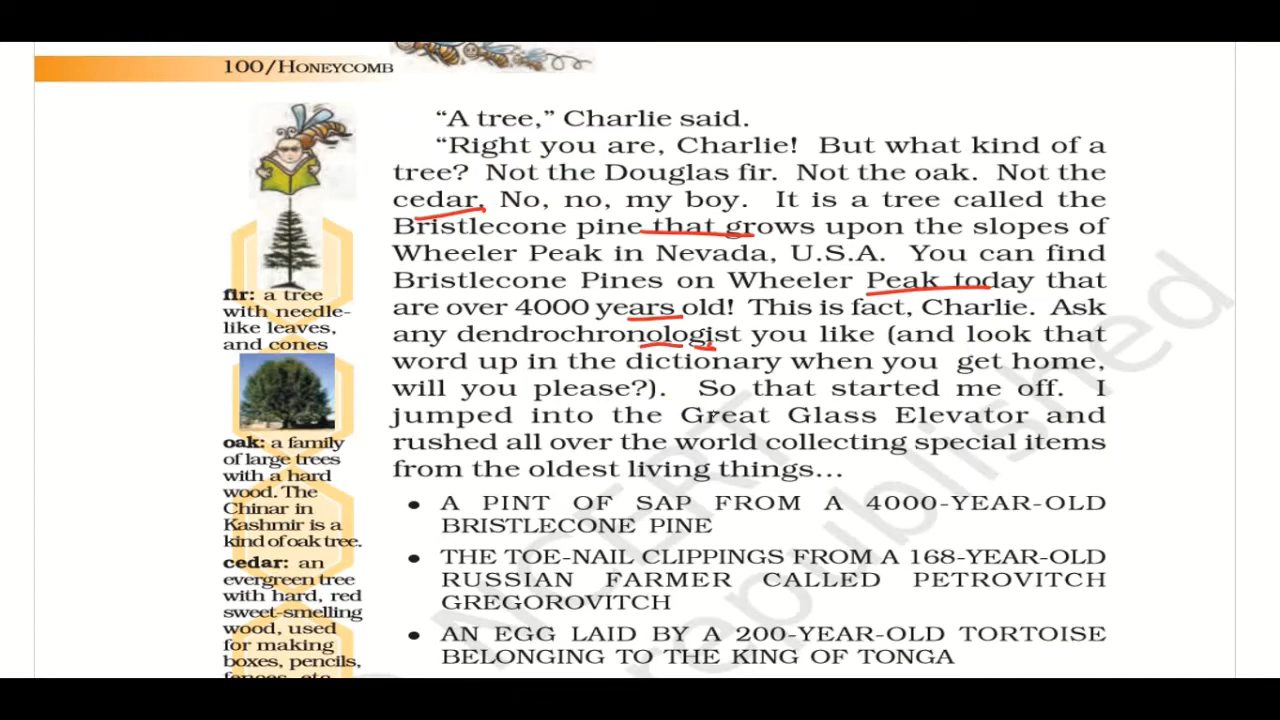 100/HONEYCOMB
“A tree,” Charlie said.
“Right you are, Charlie! But what kind of a
tree? Not the Douglas fir. Not the oak. Not the
cedar. No, no, my boy. It is a tree called the
Bristlecone pine that grows upon the slopes of
Wheeler Peak in Nevada, U.S.A. You can find
Bristlecone Pines on Wheeler Peak today that
are over 4000 years old! This is fact, Charlie. Ask
any dendrochronologist you like (and look that
word up in the dictionary when you get home,
will you please?). So that started me off. I
jumped into the Great Glass Elevator and
rushed all over the world collecting special items
from the oldest living things...
• A PINT OF SAP FROM A 4000-YEAR-OLD
BRISTLECONE PINE
• THE TOE-NAIL CLIPPINGS FROM A 168-YEAR-OLD
RUSSIAN FARMER CALLED PETROVITCH
GREGOROVITCH
• AN EGG LAID BY A 200-YEAR-OLD TORTOISE
BELONGING TO THE KING OF TONGA
fir: a tree
with needle-
like leaves,
and cones
oak: a family
of large trees
with a hard
wood. The
Chinar in
Kashmir is a
kind of oak tree.
cedar: an
evergreen tree
with hard, red
sweet-smelling
wood, used
for making
boxes, pencils,
fences, etc.
NCERT
republished